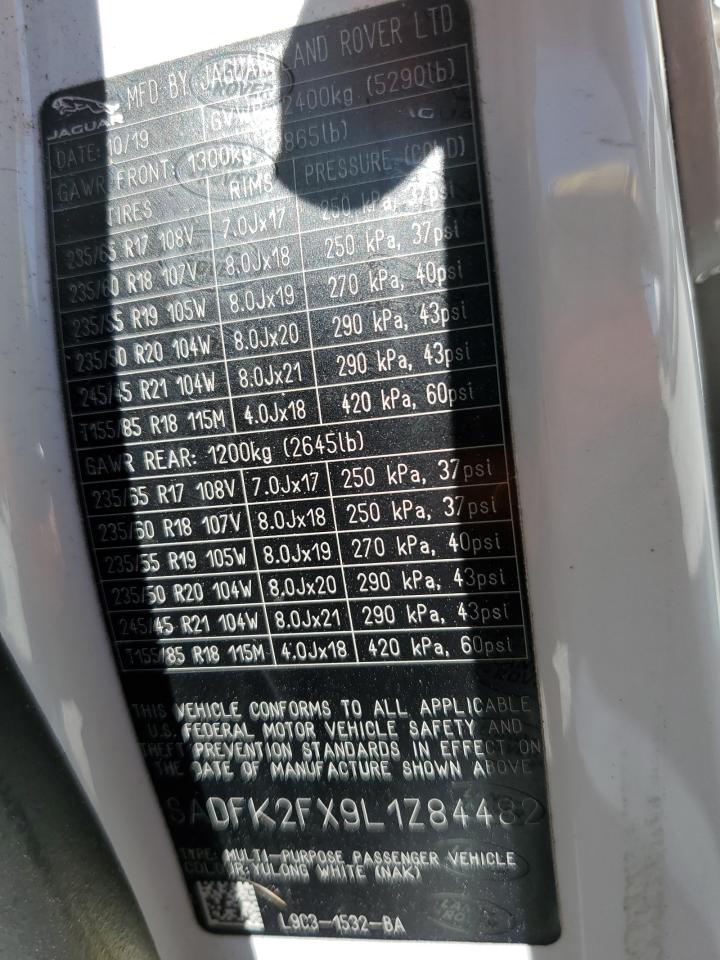 MFD BY JAGUAR LAND ROVER LTD
JAGUAR
DATE: 10/19 GVWR 2400kg (5290lb)
GAWR FRONT: 1300kg 865lb)
TIRES RIMS PRESSURE (COLD)
235/65 R17 108V 7.0Jx17 250 kPa, 37psi
235/60 R18 107V 8.0Jx18 250 kPa, 37psi
235/55 R19 105W 8.0Jx19 270 kPa, 40psi
235/50 R20 104W 8.0Jx20 290 kPa, 43psi
245/45 R21 104W 8.0Jx21 290 kPa, 43psi
T155/85 R18 115M 4.0Jx18 420 kPa, 60psi
GAWR REAR: 1200kg (2645lb)
235/65 R17 108V 7.0Jx17 250 kPa, 37psi
235/60 R18 107V 8.0Jx18 250 kPa, 37psi
235/55 R19 105W 8.0Jx19 270 kPa, 40psi
235/50 R20 104W 8.0Jx20 290 kPa, 43psi
245/45 R21 104W 8.0Jx21 290 kPa, 43psi
T155/85 R18 115M 4.0Jx18 420 kPa, 60psi
THIS VEHICLE CONFORMS TO ALL APPLICABLE
U.S. FEDERAL MOTOR VEHICLE SAFETY AND
THEFT PREVENTION STANDARDS IN EFFECT ON
THE DATE OF MANUFACTURE SHOWN ABOVE
SADFK2FX9L1Z84482
TYPE: MULTI-PURPOSE PASSENGER VEHICLE
COLOUR: YULONG WHITE (NAK)
L9C3-1532-BA